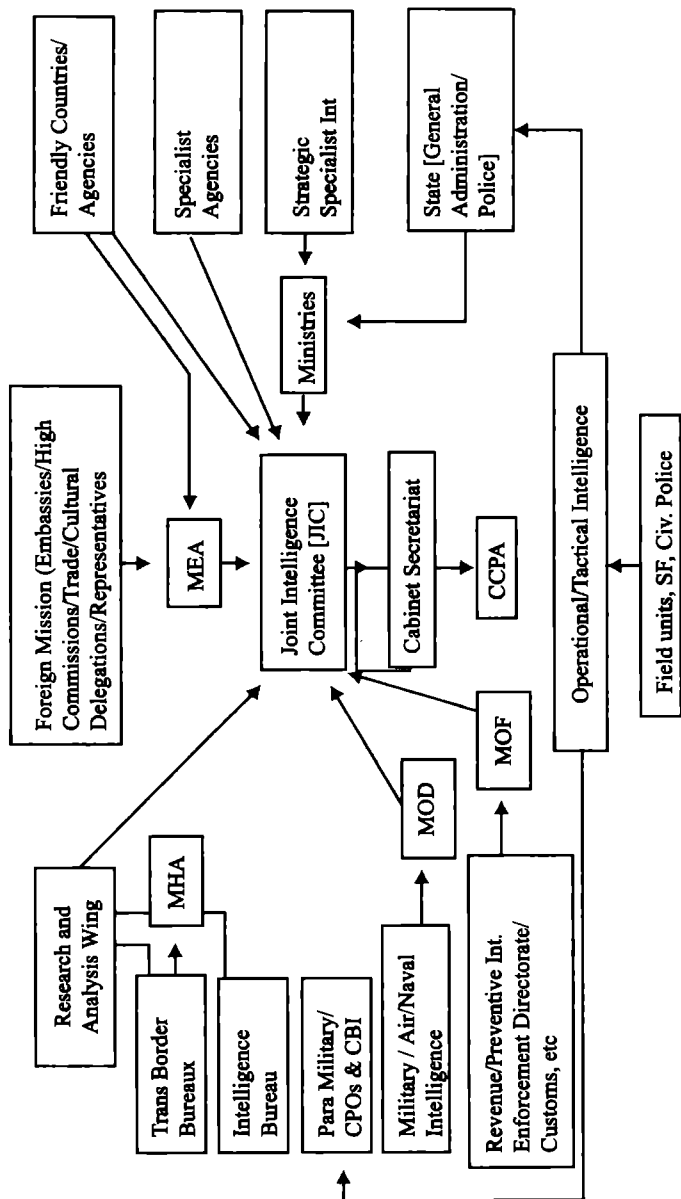 Foreign Mission (Embassies/High
Commissions/Trade/Cultural
Delegations/Representatives
Friendly Countries/
Agencies
Research and
Analysis Wing
Trans Border
Bureaux
MHA
MEA
Specialist
Agencies
Intelligence
Bureau
Joint Intelligence
Committee [JIC]
Ministries
Strategic
Specialist Int
Para Military/
CPOs & CBI
Military / Air/Naval
Intelligence
MOD
Cabinet Secretariat
State [General
Administration/
Police]
Revenue/Preventive Int.
Enforcement Directorate/
Customs, etc
MOF
CCPA
Operational/Tactical Intelligence
Field units, SF, Civ. Police